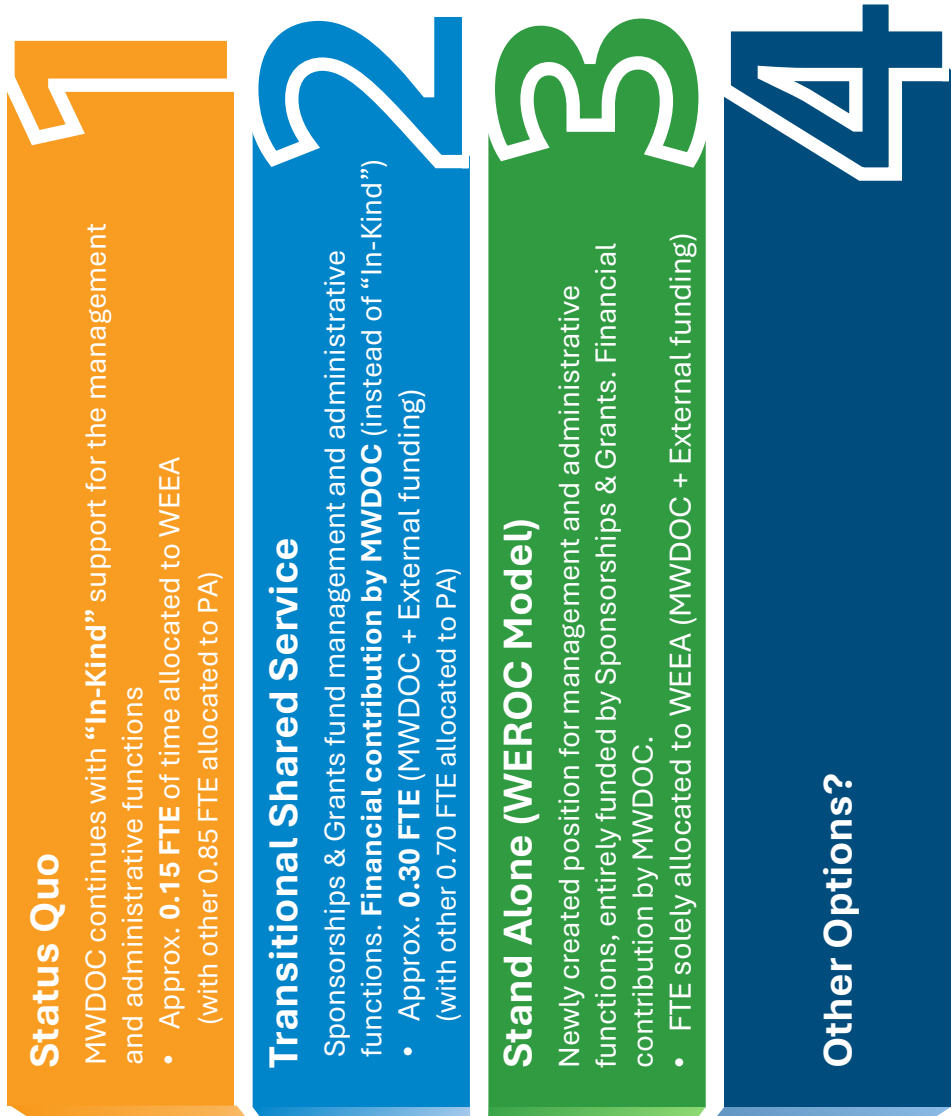 1
Status Quo
MWDOC continues with “In-Kind” support for the management
and administrative functions
• Approx. 0.15 FTE of time allocated to WEEA
(with other 0.85 FTE allocated to PA)
2
Transitional Shared Service
Sponsorships & Grants fund management and administrative
functions. Financial contribution by MWDOC (instead of “In-Kind”)
• Approx. 0.30 FTE (MWDOC + External funding)
(with other 0.70 FTE allocated to PA)
3
Stand Alone (WEROC Model)
Newly created position for management and administrative
functions, entirely funded by Sponsorships & Grants. Financial
contribution by MWDOC.
• FTE solely allocated to WEEA (MWDOC + External funding)
4
Other Options?